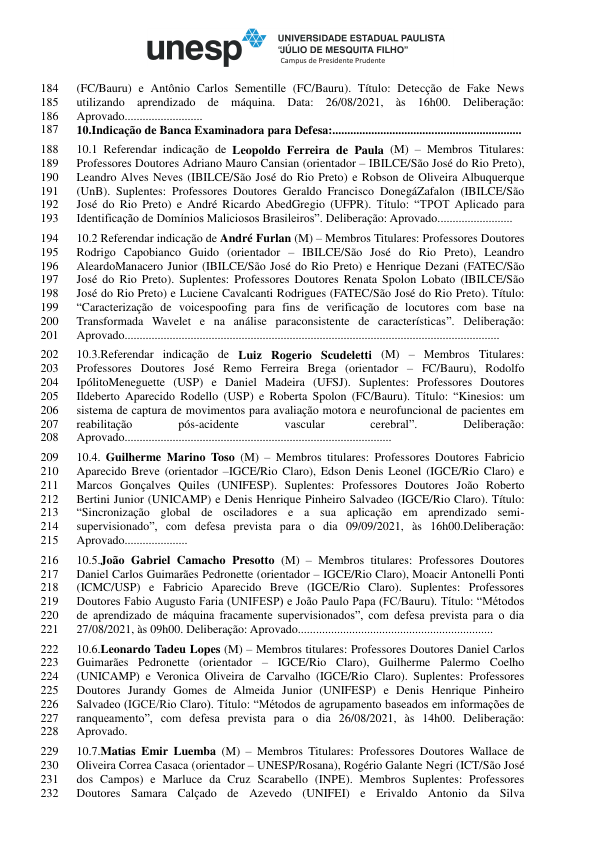 unesp
UNIVERSIDADE ESTADUAL PAULISTA
"JÚLIO DE MESQUITA FILHO"
Campus de Presidente Prudente
184 (FC/Bauru) e Antônio Carlos Sementille (FC/Bauru). Título: Detecção de Fake News
185 utilizando aprendizado de máquina. Data: 26/08/2021, às 16h00. Deliberação:
186 Aprovado..........................
187 10.Indicação de Banca Examinadora para Defesa:...............................................................
188 10.1 Referendar indicação de Leopoldo Ferreira de Paula (M) – Membros Titulares:
189 Professores Doutores Adriano Mauro Cansian (orientador – IBILCE/São José do Rio Preto),
190 Leandro Alves Neves (IBILCE/São José do Rio Preto) e Robson de Oliveira Albuquerque
191 (UnB). Suplentes: Professores Doutores Geraldo Francisco DonegáZafalon (IBILCE/São
192 José do Rio Preto) e André Ricardo AbedGregio (UFPR). Título: “TPOT Aplicado para
193 Identificação de Domínios Maliciosos Brasileiros”. Deliberação: Aprovado.........................
194 10.2 Referendar indicação de André Furlan (M) – Membros Titulares: Professores Doutores
195 Rodrigo Capobianco Guido (orientador – IBILCE/São José do Rio Preto), Leandro
196 AleardoManacero Junior (IBILCE/São José do Rio Preto) e Henrique Dezani (FATEC/São
197 José do Rio Preto). Suplentes: Professores Doutores Renata Spolon Lobato (IBILCE/São
198 José do Rio Preto) e Luciene Cavalcanti Rodrigues (FATEC/São José do Rio Preto). Título:
199 “Caracterização de voicespoofing para fins de verificação de locutores com base na
200 Transformada Wavelet e na análise paraconsistente de características”. Deliberação:
201 Aprovado.............................................................................................................................
202 10.3.Referendar indicação de Luiz Rogerio Scudeletti (M) – Membros Titulares:
203 Professores Doutores José Remo Ferreira Brega (orientador – FC/Bauru), Rodolfo
204 IpólitoMeneguette (USP) e Daniel Madeira (UFSJ). Suplentes: Professores Doutores
205 Ildeberto Aparecido Rodello (USP) e Roberta Spolon (FC/Bauru). Título: “Kinesios: um
206 sistema de captura de movimentos para avaliação motora e neurofuncional de pacientes em
207 reabilitação pós-acidente vascular cerebral”. Deliberação:
208 Aprovado.........................................................................................
209 10.4. Guilherme Marino Toso (M) – Membros titulares: Professores Doutores Fabricio
210 Aparecido Breve (orientador –IGCE/Rio Claro), Edson Denis Leonel (IGCE/Rio Claro) e
211 Marcos Gonçalves Quiles (UNIFESP). Suplentes: Professores Doutores João Roberto
212 Bertini Junior (UNICAMP) e Denis Henrique Pinheiro Salvadeo (IGCE/Rio Claro). Título:
213 “Sincronização global de osciladores e a sua aplicação em aprendizado semi-
214 supervisionado”, com defesa prevista para o dia 09/09/2021, às 16h00.Deliberação:
215 Aprovado.....................
216 10.5.João Gabriel Camacho Presotto (M) – Membros titulares: Professores Doutores
217 Daniel Carlos Guimarães Pedronette (orientador – IGCE/Rio Claro), Moacir Antonelli Ponti
218 (ICMC/USP) e Fabricio Aparecido Breve (IGCE/Rio Claro). Suplentes: Professores
219 Doutores Fabio Augusto Faria (UNIFESP) e João Paulo Papa (FC/Bauru). Título: “Métodos
220 de aprendizado de máquina fracamente supervisionados”, com defesa prevista para o dia
221 27/08/2021, às 09h00. Deliberação: Aprovado.................................................................
222 10.6.Leonardo Tadeu Lopes (M) – Membros titulares: Professores Doutores Daniel Carlos
223 Guimarães Pedronette (orientador – IGCE/Rio Claro), Guilherme Palermo Coelho
224 (UNICAMP) e Veronica Oliveira de Carvalho (IGCE/Rio Claro). Suplentes: Professores
225 Doutores Jurandy Gomes de Almeida Junior (UNIFESP) e Denis Henrique Pinheiro
226 Salvadeo (IGCE/Rio Claro). Título: “Métodos de agrupamento baseados em informações de
227 ranqueamento”, com defesa prevista para o dia 26/08/2021, às 14h00. Deliberação:
228 Aprovado.
229 10.7.Matias Emir Luemba (M) – Membros Titulares: Professores Doutores Wallace de
230 Oliveira Correa Casaca (orientador – UNESP/Rosana), Rogério Galante Negri (ICT/São José
231 dos Campos) e Marluce da Cruz Scarabello (INPE). Membros Suplentes: Professores
232 Doutores Samara Calçado de Azevedo (UNIFEI) e Erivaldo Antonio da Silva